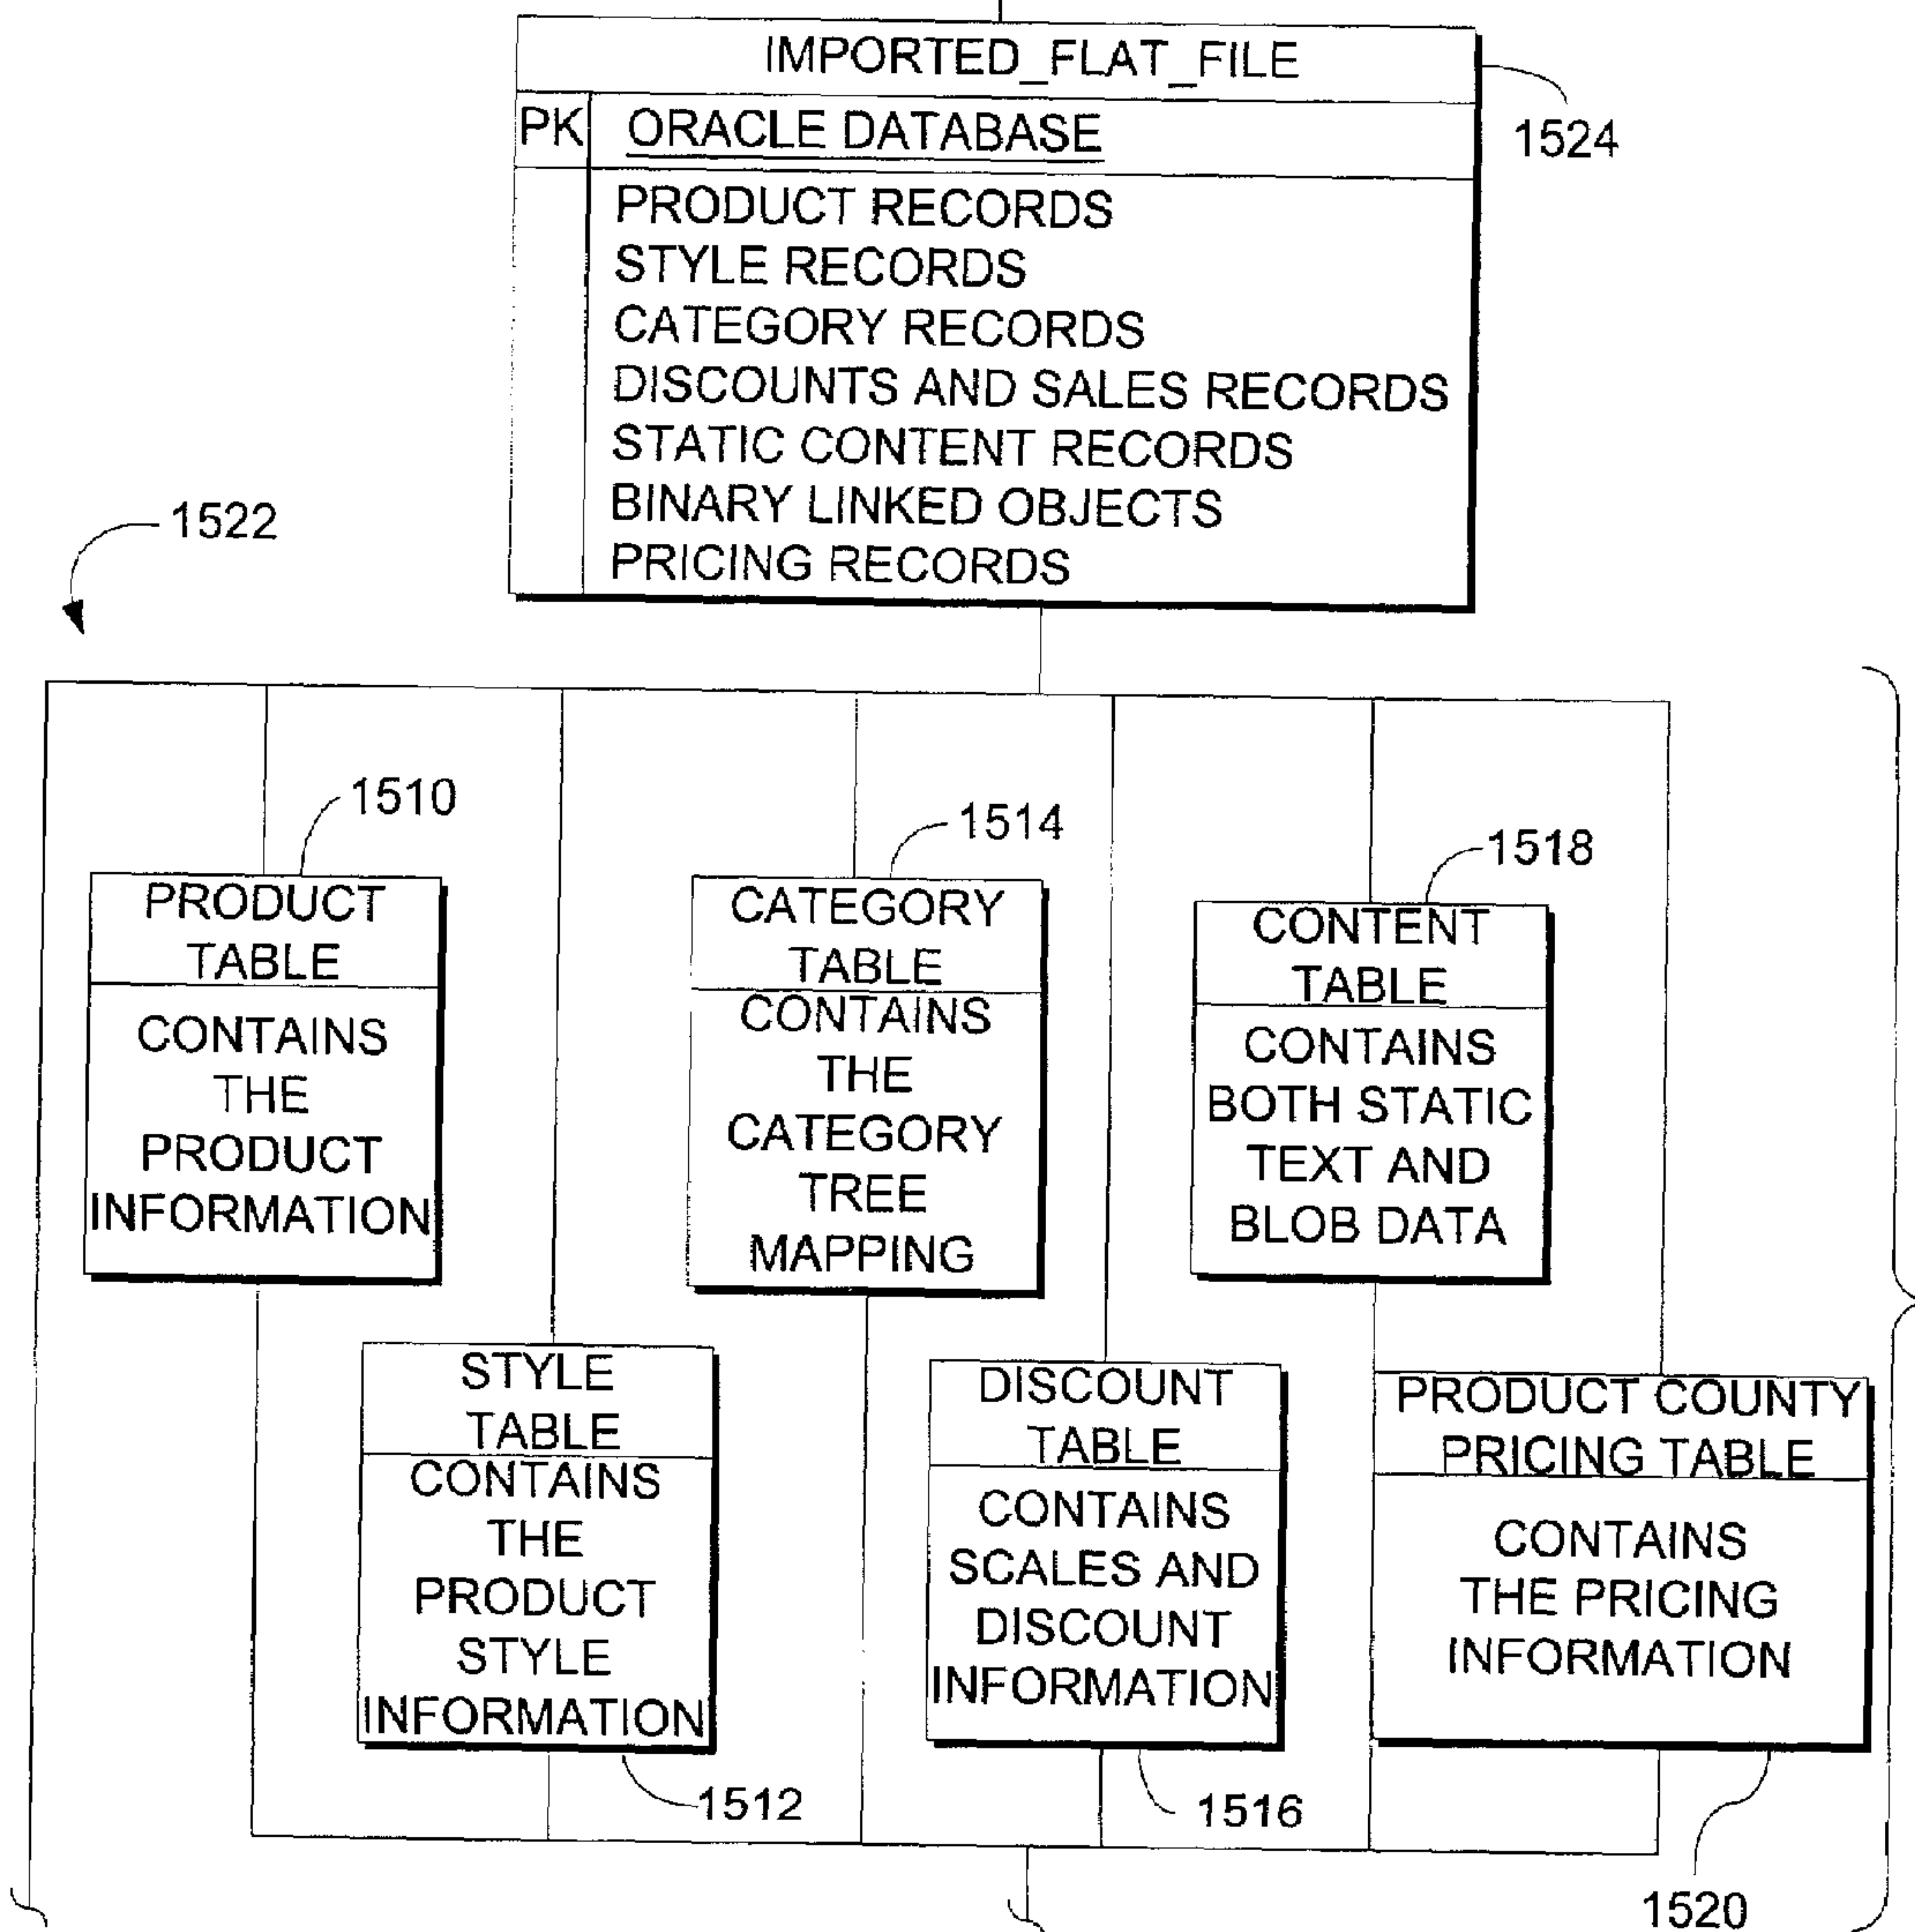 IMPORTED_FLAT_FILE
1524
PK
ORACLE DATABASE
PRODUCT RECORDS
STYLE RECORDS
CATEGORY RECORDS
DISCOUNTS AND SALES RECORDS
STATIC CONTENT RECORDS
BINARY LINKED OBJECTS
PRICING RECORDS
1522
1510
PRODUCT
TABLE
CONTAINS
THE
PRODUCT
INFORMATION
1514
CATEGORY
TABLE
CONTAINS
THE
CATEGORY
TREE
MAPPING
1518
CONTENT
TABLE
CONTAINS
BOTH STATIC
TEXT AND
BLOB DATA
STYLE
TABLE
CONTAINS
THE
PRODUCT
STYLE
INFORMATION
1512
DISCOUNT
TABLE
CONTAINS
SCALES AND
DISCOUNT
INFORMATION
1516
PRODUCT COUNTY
PRICING TABLE
CONTAINS
THE PRICING
INFORMATION
1520